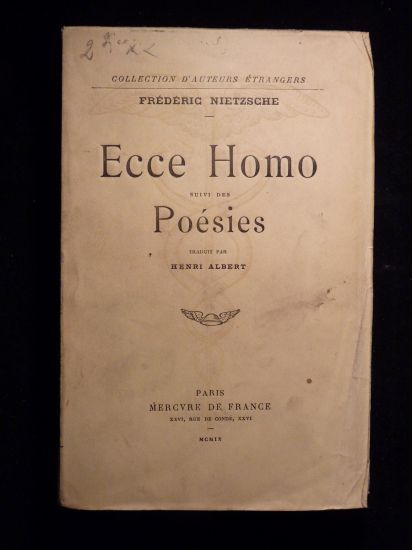 COLLECTION D'AUTEURS ÉTRANGERS
FRÉDÉRIC NIETZSCHE
Ecce Homo
SUIVI DES
Poésies
TRADUIT PAR
HENRI ALBERT
PARIS
MERCVRE DE FRANCE
XXVI, RUE DE CONDÉ, XXVI
MCMIX